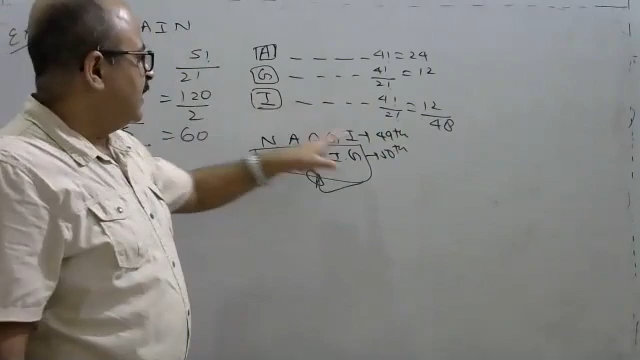 AIN
5!/2!
= 120/2
= 60
A _ _ _ _ 4! = 24
G _ _ _ _ 4!/2! = 12
I _ _ _ _ 4!/2! = 12
48
N A I → 49th
I G → 50th